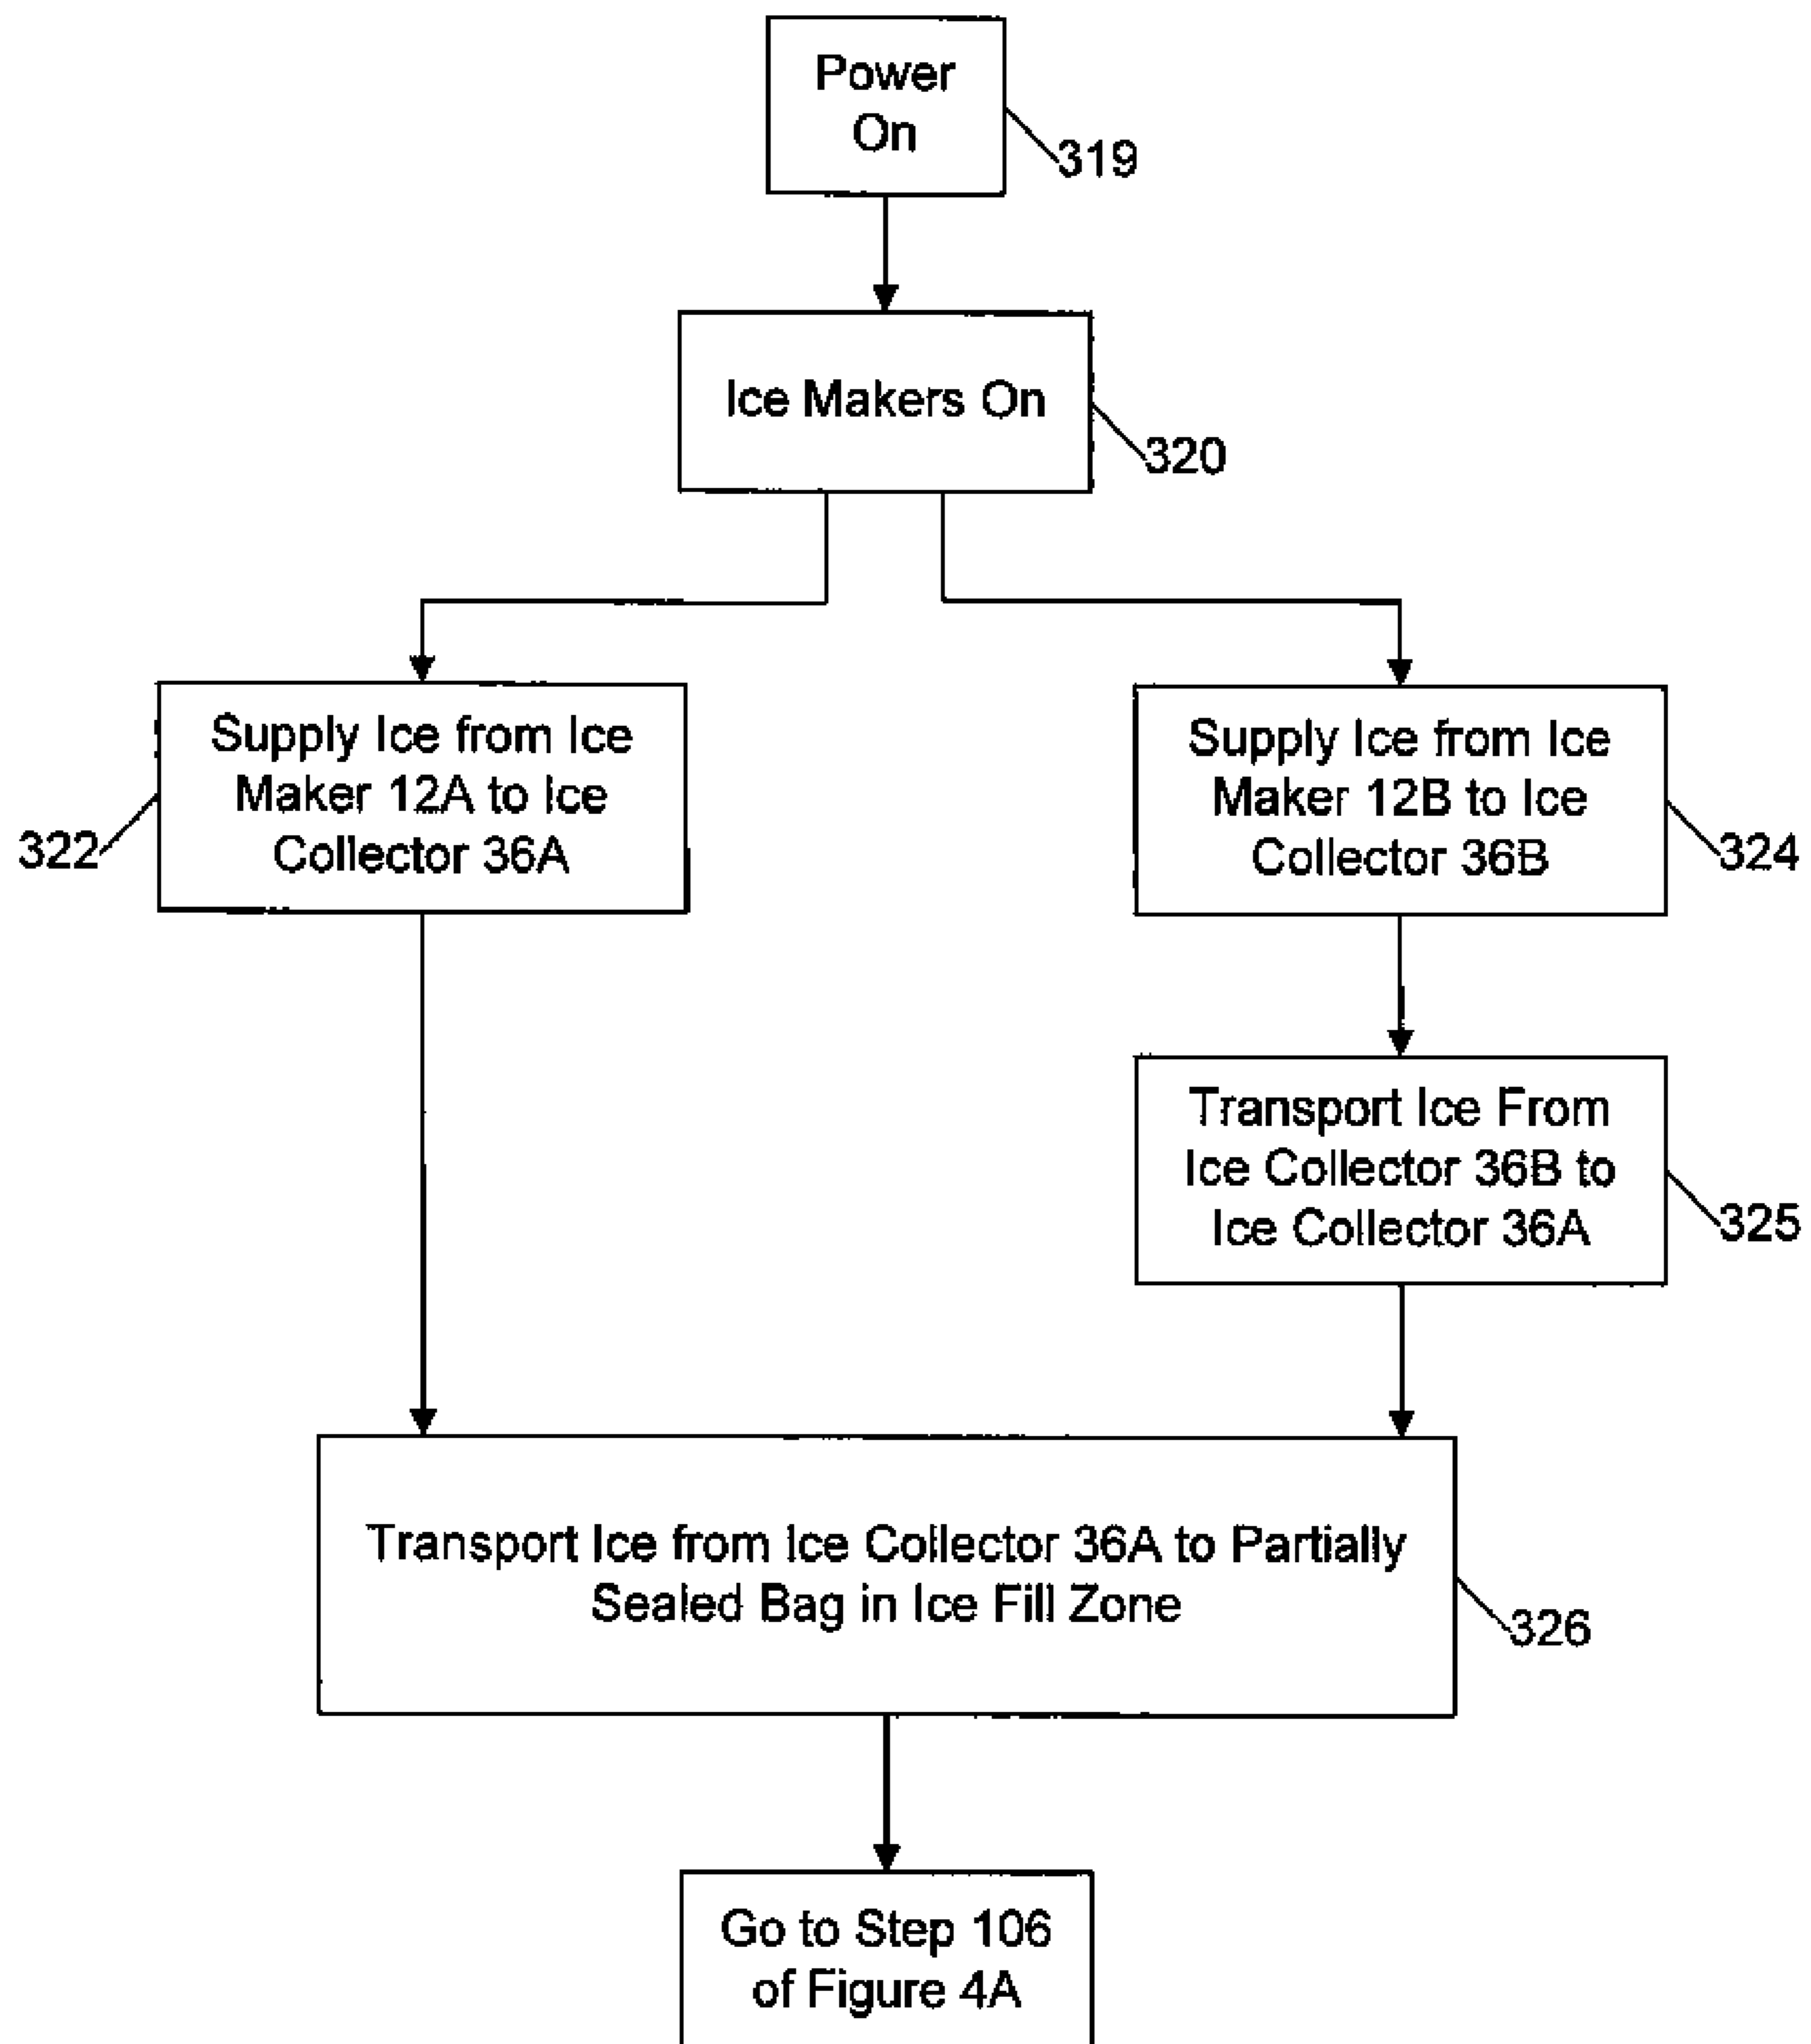 Power
On
319
Ice Makers On
320
Supply Ice from Ice
Maker 12A to Ice
Collector 36A
322
Supply Ice from Ice
Maker 12B to Ice
Collector 36B
324
Transport Ice From
Ice Collector 36B to
Ice Collector 36A
325
Transport Ice from Ice Collector 36A to Partially
Sealed Bag in Ice Fill Zone
326
Go to Step 106
of Figure 4A